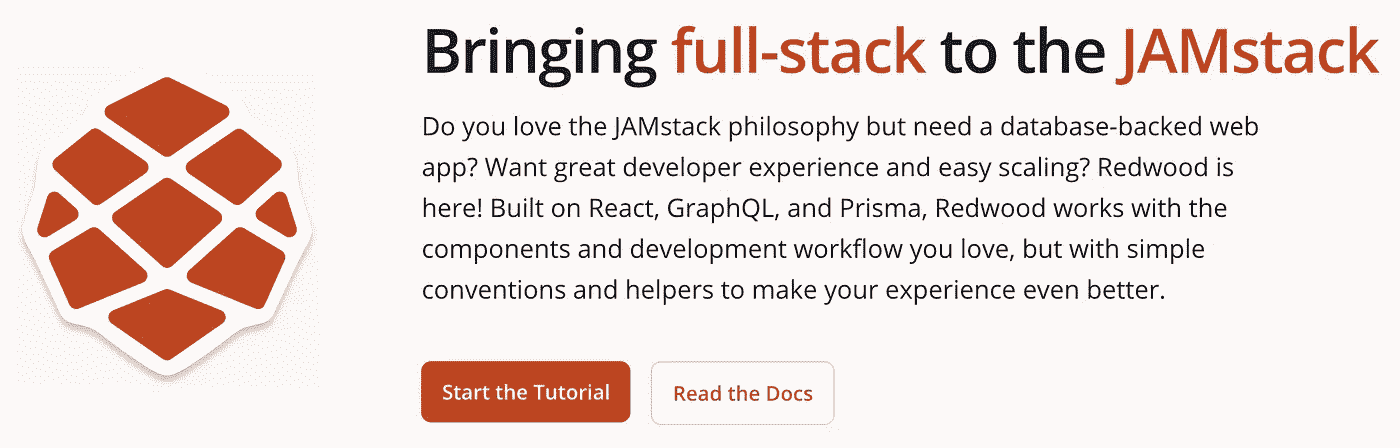 Bringing full-stack to the JAMstack
Do you love the JAMstack philosophy but need a database-backed web
app? Want great developer experience and easy scaling? Redwood is
here! Built on React, GraphQL, and Prisma, Redwood works with the
components and development workflow you love, but with simple
conventions and helpers to make your experience even better.
Start the Tutorial
Read the Docs